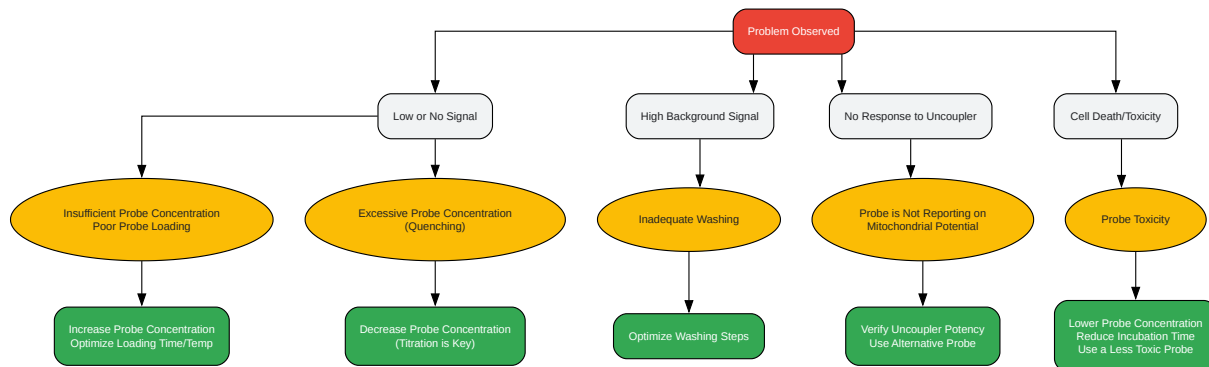 Problem Observed
Low or No Signal
High Background Signal
No Response to Uncoupler
Cell Death/Toxicity
Insufficient Probe Concentration
Poor Probe Loading
Excessive Probe Concentration
(Quenching)
Inadequate Washing
Probe is Not Reporting on
Mitochondrial Potential
Probe Toxicity
Increase Probe Concentration
Optimize Loading Time/Temp
Decrease Probe Concentration
(Titration is Key)
Optimize Washing Steps
Verify Uncoupler Potency
Use Alternative Probe
Lower Probe Concentration
Reduce Incubation Time
Use a Less Toxic Probe